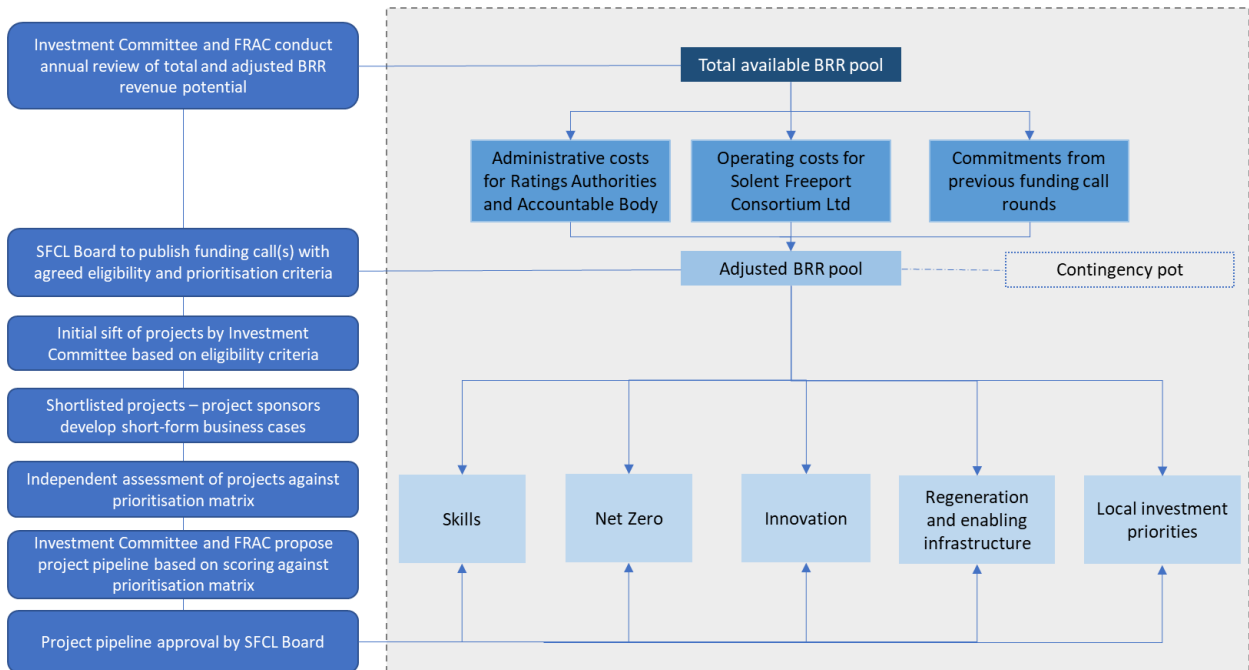 Investment Committee and FRAC conduct
annual review of total and adjusted BRR
revenue potential
SFCL Board to publish funding call(s) with
agreed eligibility and prioritisation criteria
Initial sift of projects by Investment
Committee based on eligibility criteria
Shortlisted projects – project sponsors
develop short-form business cases
Independent assessment of projects against
prioritisation matrix
Investment Committee and FRAC propose
project pipeline based on scoring against
prioritisation matrix
Project pipeline approval by SFCL Board
Total available BRR pool
Administrative costs
for Ratings Authorities
and Accountable Body
Operating costs for
Solent Freeport
Consortium Ltd
Commitments from
previous funding call
rounds
Adjusted BRR pool
Contingency pot
Skills
Net Zero
Innovation
Regeneration
and enabling
infrastructure
Local investment
priorities